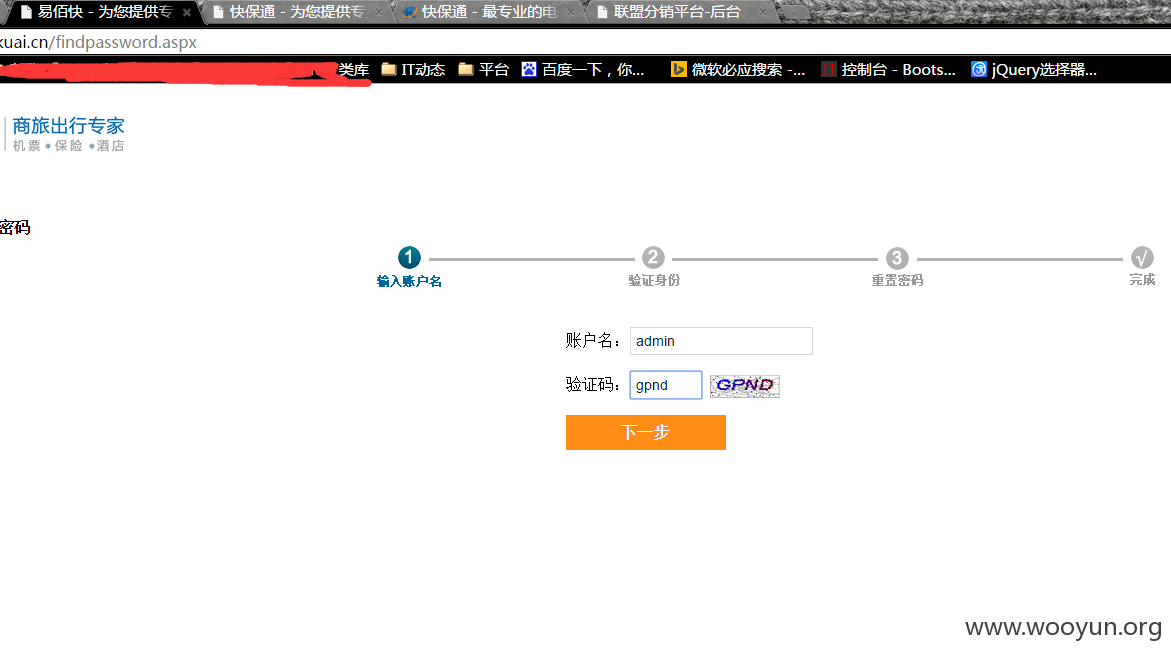 易佰快 - 为您提供专 快保通 - 为您提供专 快保通 - 最专业的电 联盟分销平台-后台
kuai.cn/findpassword.aspx
类库 IT动态 平台 百度一下，你... 微软必应搜索 -... 控制台 - Boots... jQuery选择器...
商旅出行专家
机票•保险•酒店
密码
1 2 3 √
输入账户名 验证身份 重置密码 完成
账户名： admin
验证码： gpnd GPND
下一步
www.wooyun.org